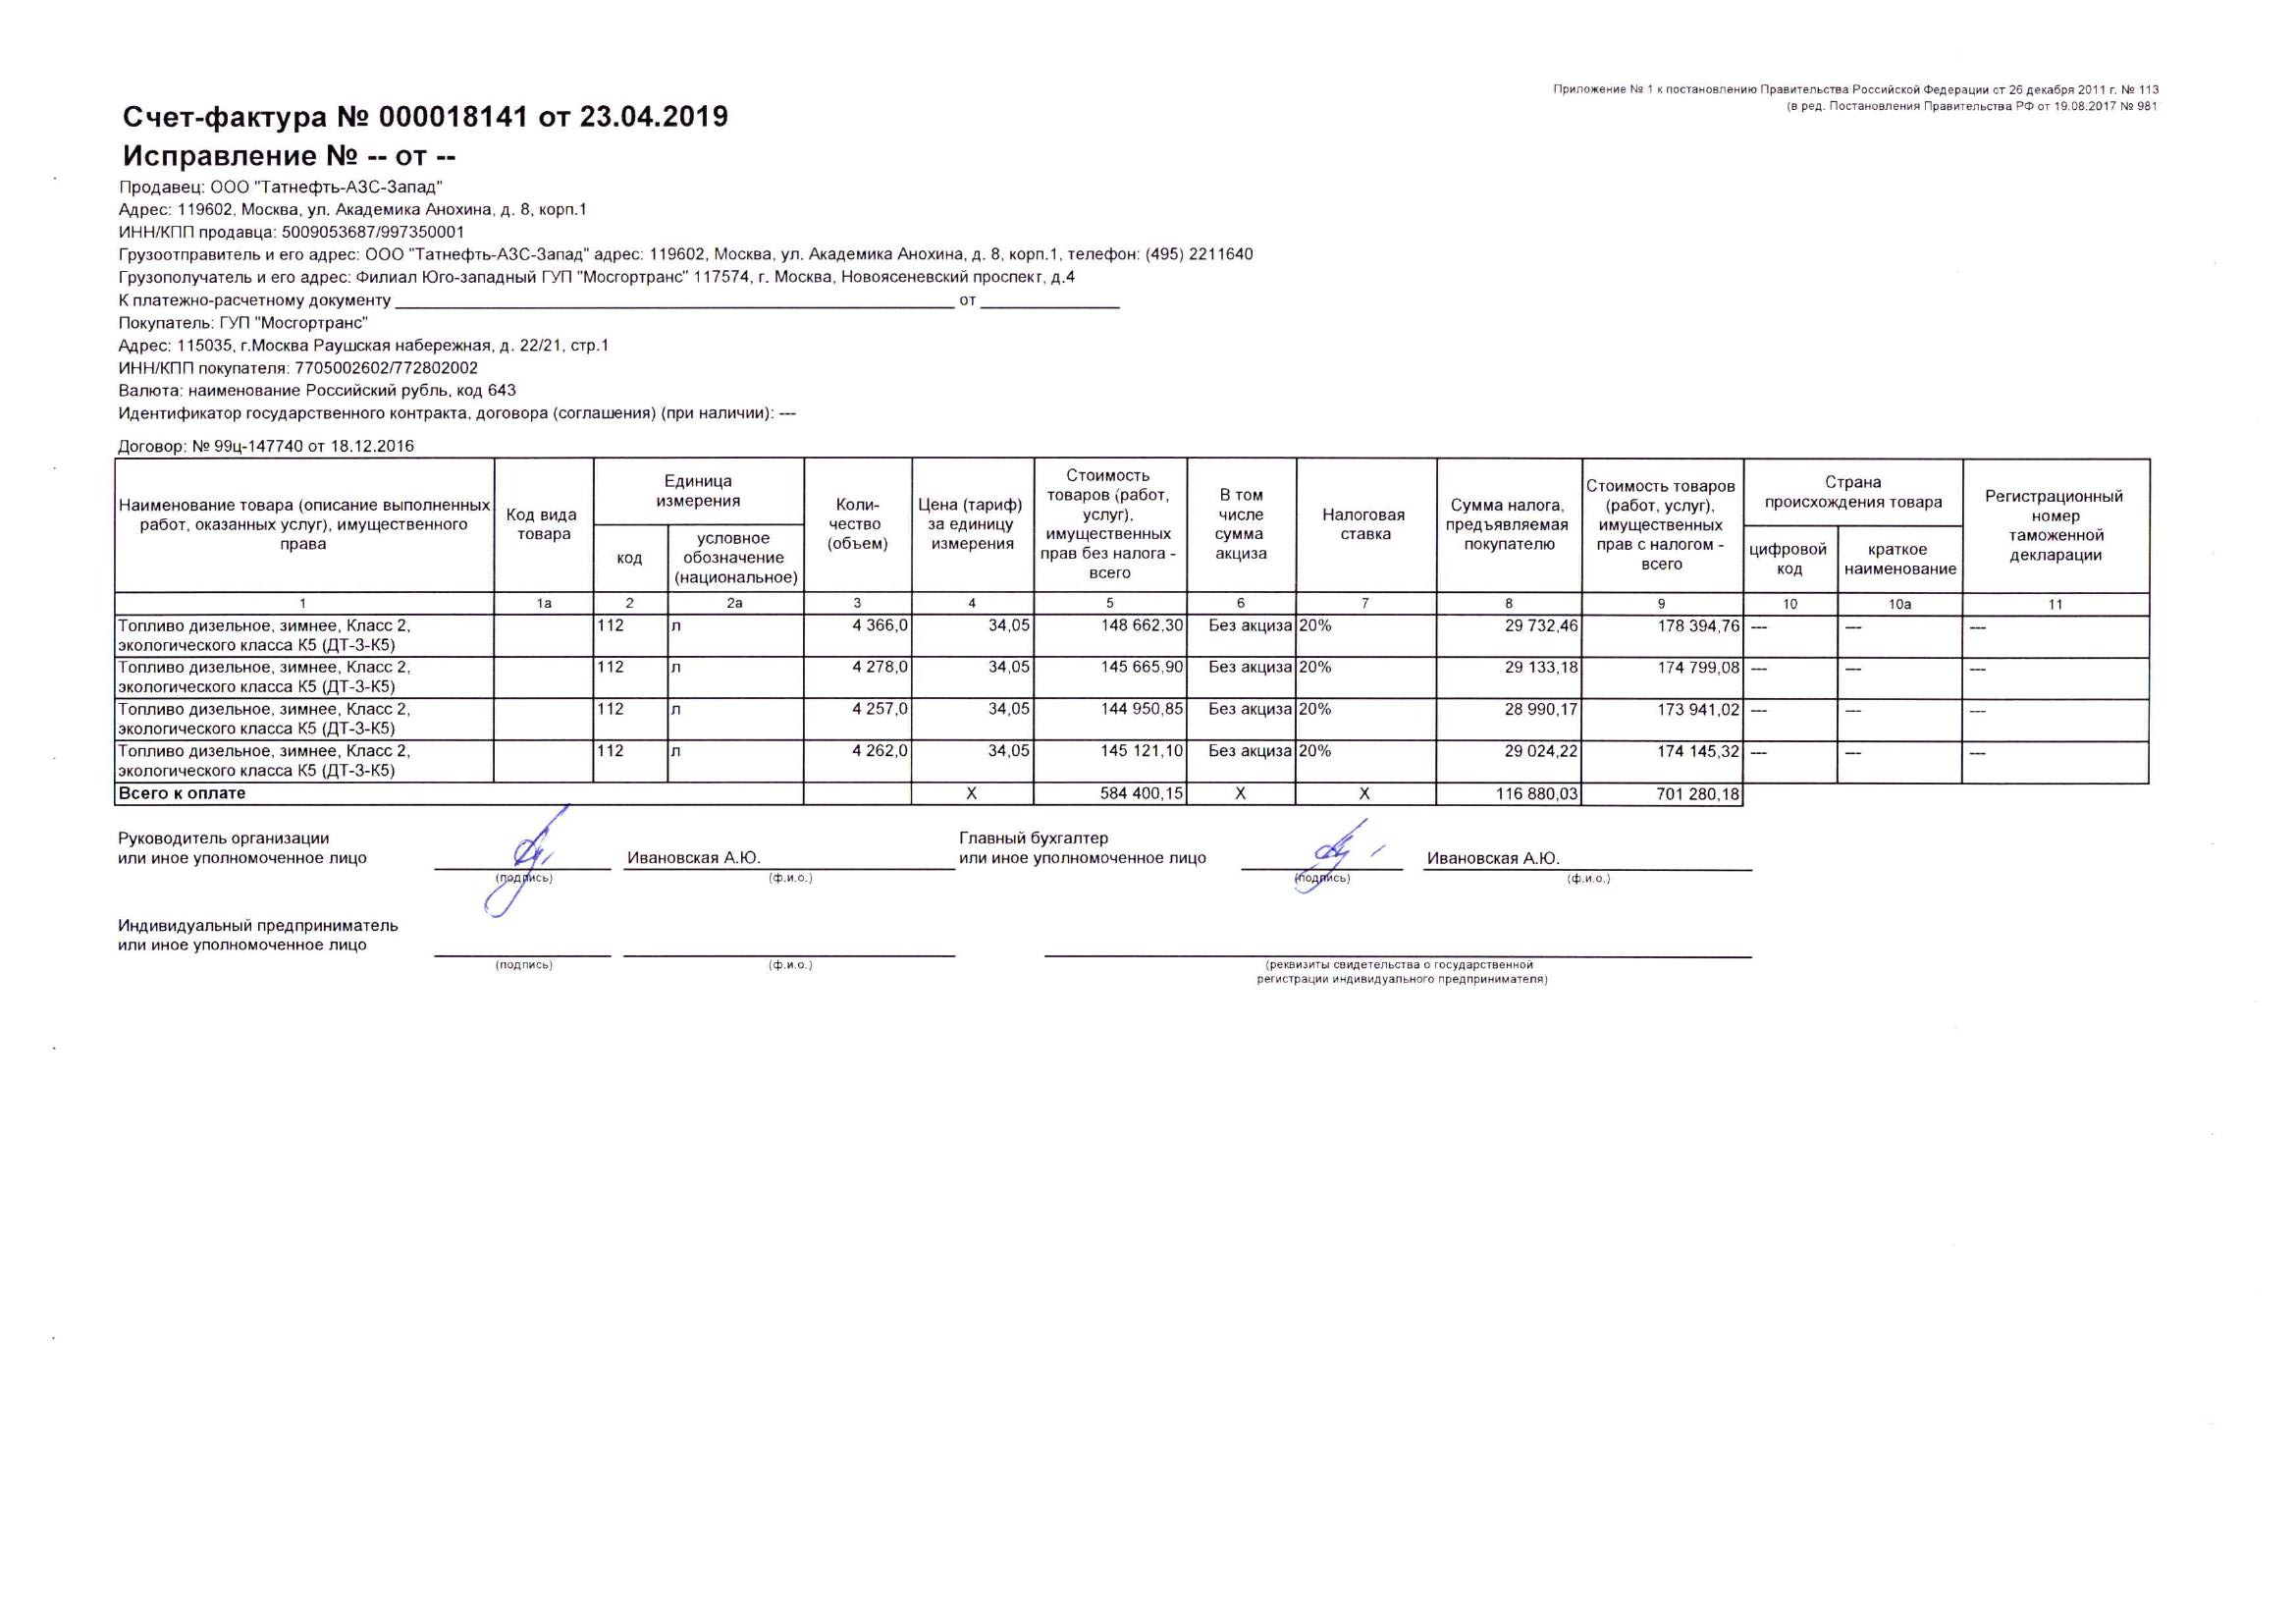 Приложение № 1 к постановлению Правительства Российской Федерации от 26 декабря 2011 г. № 113
(в ред. Постановления Правительства РФ от 19.08.2017 № 981
Счет-фактура № 000018141 от 23.04.2019
Исправление № -- от --
Продавец: ООО "Татнефть-АЗС-Запад"
Адрес: 119602, Москва, ул. Академика Анохина, д. 8, корп.1
ИНН/КПП продавца: 5009053687/997350001
Грузоотправитель и его адрес: ООО "Татнефть-АЗС-Запад" адрес: 119602, Москва, ул. Академика Анохина, д. 8, корп.1, телефон: (495) 2211640
Грузополучатель и его адрес: Филиал Юго-западный ГУП "Мосгортранс" 117574, г. Москва, Новоясеневский проспект, д.4
К платежно-расчетному документу ____ от ____
Покупатель: ГУП "Мосгортранс"
Адрес: 115035, г.Москва Раушская набережная, д. 22/21, стр.1
ИНН/КПП покупателя: 7705002602/772802002
Валюта: наименование Российский рубль, код 643
Идентификатор государственного контракта, договора (соглашения) (при наличии): ---
Договор: № 99ц-147740 от 18.12.2016
Наименование товара (описание выполненных
работ, оказанных услуг), имущественного
права
Код вида
товара
Единица
измерения
код
условное
обозначение
(национальное)
Коли-
чество
(объем)
Цена (тариф)
за единицу
измерения
Стоимость
товаров (работ,
услуг),
имущественных
прав без налога -
всего
В том
числе
сумма
акциза
Налоговая
ставка
Сумма налога,
предъявляемая
покупателю
Стоимость товаров
(работ, услуг),
имущественных
прав с налогом -
всего
Страна
происхождения товара
цифровой
код
краткое
наименование
Регистрационный
номер
таможенной
декларации
1 1а 2 2а 3 4 5 6 7 8 9 10 10а 11
Топливо дизельное, зимнее, Класс 2, 112 л 4 366,0 34,05 148 662,30 Без акциза 20% 29 732,46 178 394,76 --- --- ---
экологического класса К5 (ДТ-З-К5)
Топливо дизельное, зимнее, Класс 2, 112 л 4 278,0 34,05 145 665,90 Без акциза 20% 29 133,18 174 799,08 --- --- ---
экологического класса К5 (ДТ-З-К5)
Топливо дизельное, зимнее, Класс 2, 112 л 4 257,0 34,05 144 950,85 Без акциза 20% 28 990,17 173 941,02 --- --- ---
экологического класса К5 (ДТ-З-К5)
Топливо дизельное, зимнее, Класс 2, 112 л 4 262,0 34,05 145 121,10 Без акциза 20% 29 024,22 174 145,32 --- --- ---
экологического класса К5 (ДТ-З-К5)
Всего к оплате X 584 400,15 X X 116 880,03 701 280,18
Руководитель организации
или иное уполномоченное лицо Ивановская А.Ю.
(подпись) (ф.и.о.)
Главный бухгалтер
или иное уполномоченное лицо Ивановская А.Ю.
(подпись) (ф.и.о.)
Индивидуальный предприниматель
или иное уполномоченное лицо
(подпись) (ф.и.о.)
(реквизиты свидетельства о государственной
регистрации индивидуального предпринимателя)